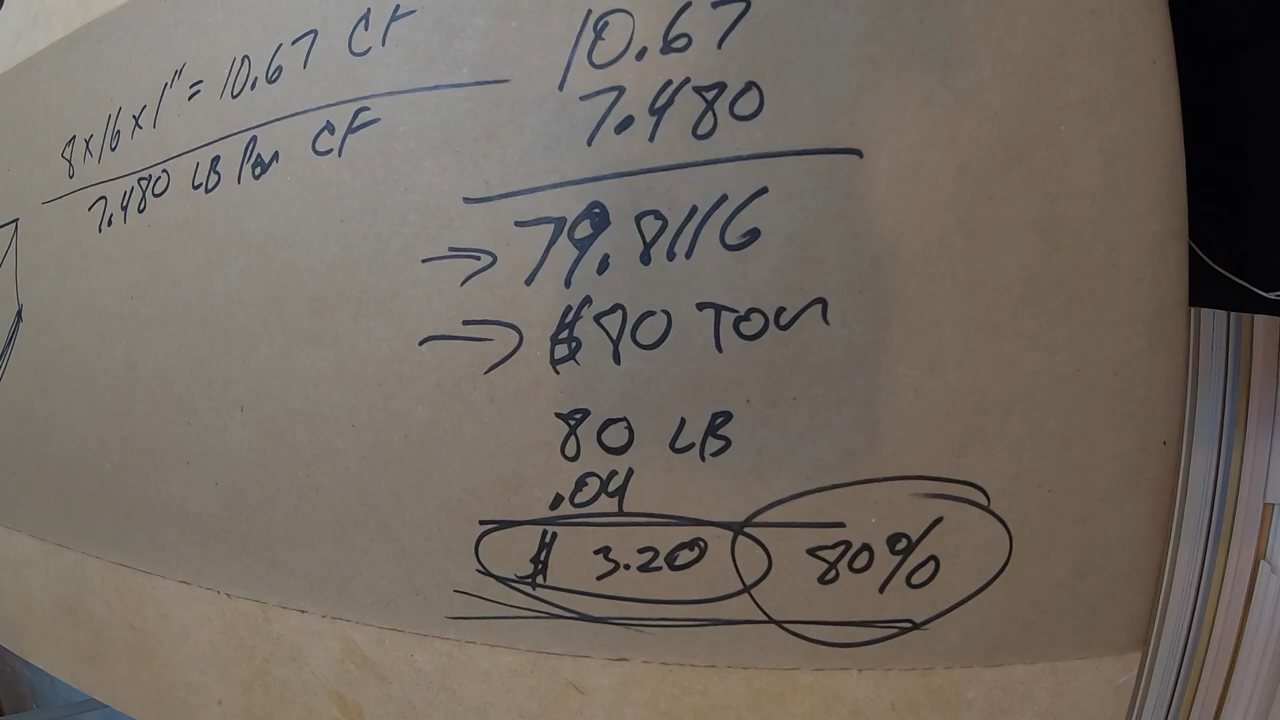 8x16x1" = 10.67 CF
7.480 LB Per CF
10.67
7.480
79.8116
$80 TON
80 LB
.04
$ 3.20
80%